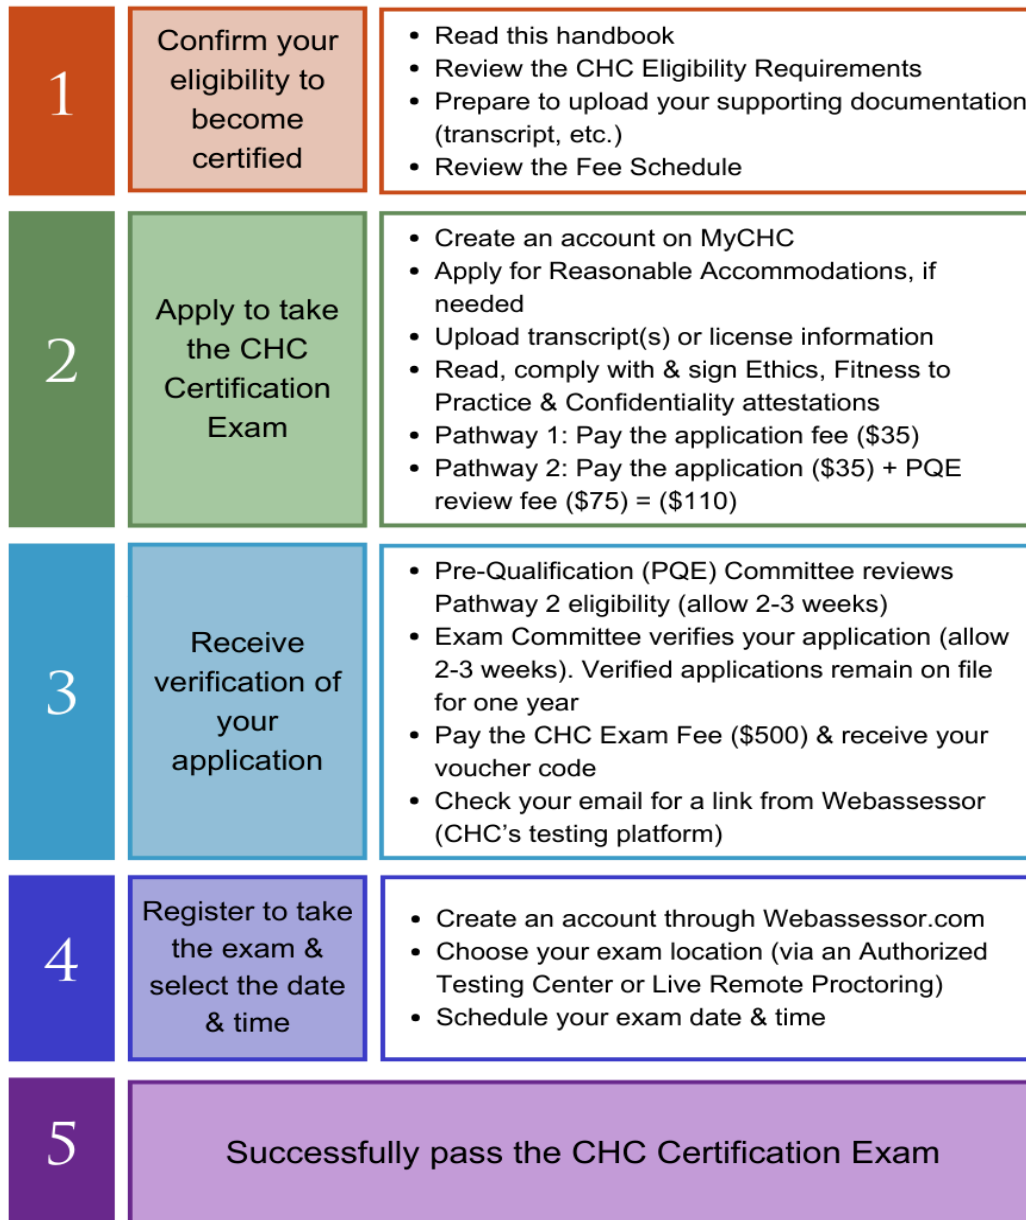 1
Confirm your
eligibility to
become
certified
• Read this handbook
• Review the CHC Eligibility Requirements
• Prepare to upload your supporting documentation
(transcript, etc.)
• Review the Fee Schedule
2
Apply to take
the CHC
Certification
Exam
• Create an account on MyCHC
• Apply for Reasonable Accommodations, if
needed
• Upload transcript(s) or license information
• Read, comply with & sign Ethics, Fitness to
Practice & Confidentiality attestations
• Pathway 1: Pay the application fee ($35)
• Pathway 2: Pay the application ($35) + PQE
review fee ($75) = ($110)
3
Receive
verification of
your
application
• Pre-Qualification (PQE) Committee reviews
Pathway 2 eligibility (allow 2-3 weeks)
• Exam Committee verifies your application (allow
2-3 weeks). Verified applications remain on file
for one year
• Pay the CHC Exam Fee ($500) & receive your
voucher code
• Check your email for a link from Webassessor
(CHC’s testing platform)
4
Register to take
the exam &
select the date
& time
• Create an account through Webassessor.com
• Choose your exam location (via an Authorized
Testing Center or Live Remote Proctoring)
• Schedule your exam date & time
5
Successfully pass the CHC Certification Exam